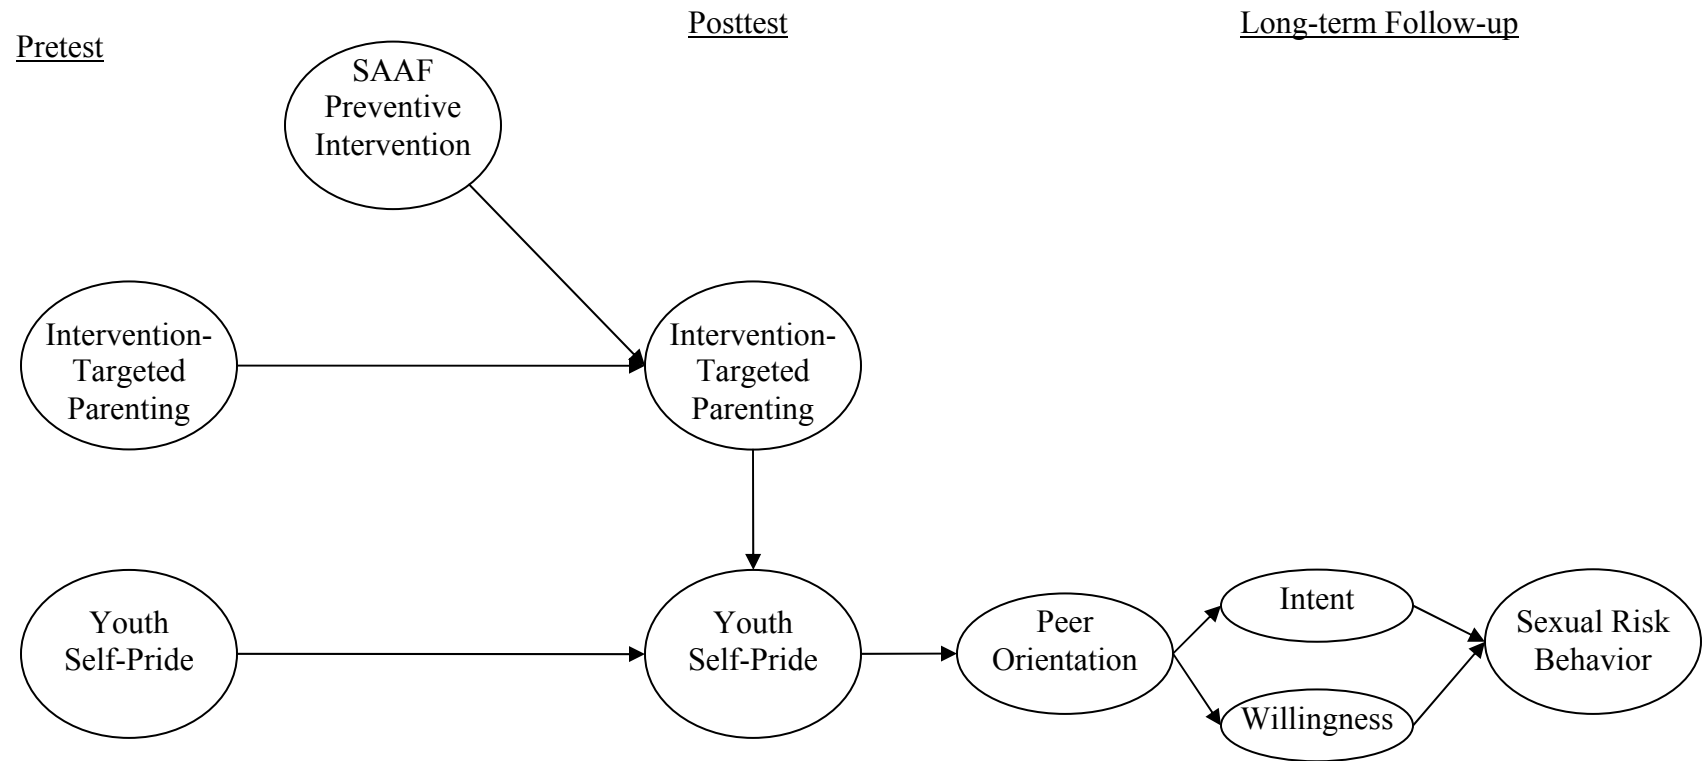 Pretest
Posttest
Long-term Follow-up
SAAF
Preventive
Intervention
Intervention-
Targeted
Parenting
Intervention-
Targeted
Parenting
Youth
Self-Pride
Youth
Self-Pride
Peer
Orientation
Intent
Willingness
Sexual Risk
Behavior